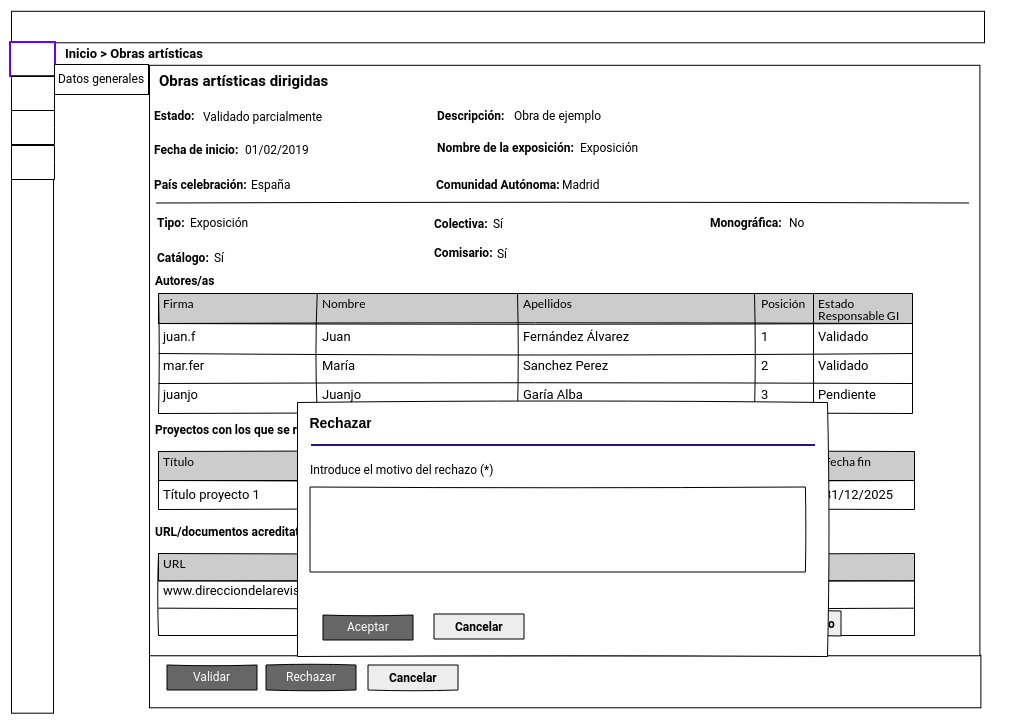 Inicio > Obras artísticas
Datos generales
Obras artísticas dirigidas
Estado: Validado parcialmente
Descripción: Obra de ejemplo
Fecha de inicio: 01/02/2019
Nombre de la exposición: Exposición
País celebración: España
Comunidad Autónoma: Madrid
Tipo: Exposición
Colectiva: Sí
Monográfica: No
Catálogo: Sí
Comisario: Sí
Autores/as
Firma Nombre Apellidos Posición Estado
Responsable GI
juan.f Juan Fernández Álvarez 1 Validado
mar.fer María Sanchez Perez 2 Validado
juanjo Juanjo Garía Alba 3 Pendiente
Proyectos con los que se
Título fecha fin
Título proyecto 1 31/12/2025
URL/documentos
URL
www.direcciondelarevis
Rechazar
Introduce el motivo del rechazo (*)
Aceptar Cancelar
Validar Rechazar Cancelar